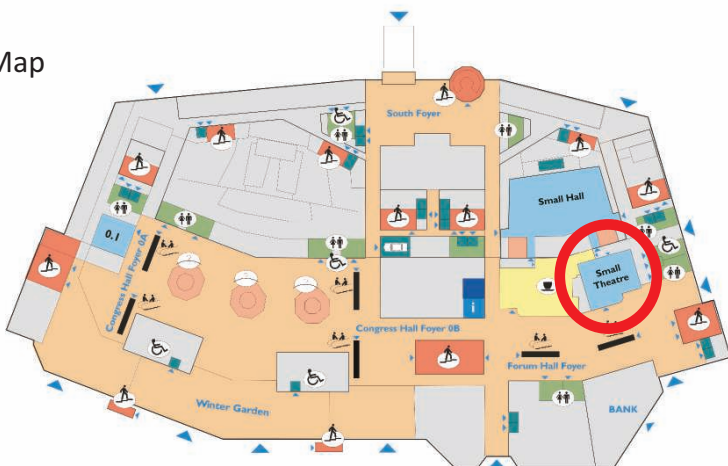 Map
South Foyer
Small Hall
0.1
Congress Hall Foyer 0A
Small
Theatre
i
Congress Hall Foyer 0B
Forum Hall Foyer
Winter Garden
BANK